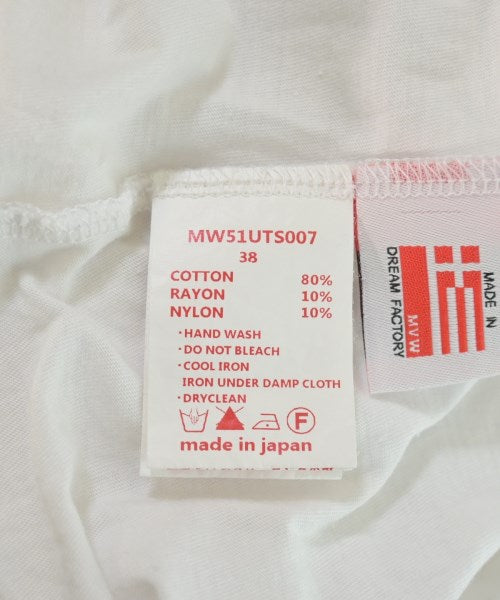 MW51UTS007
38
COTTON 80%
RAYON 10%
NYLON 10%
・HAND WASH
・DO NOT BLEACH
・COOL IRON
IRON UNDER DAMP CLOTH
・DRYCLEAN
F
made in japan
MADE IN
DREAM FACTORY
MVW